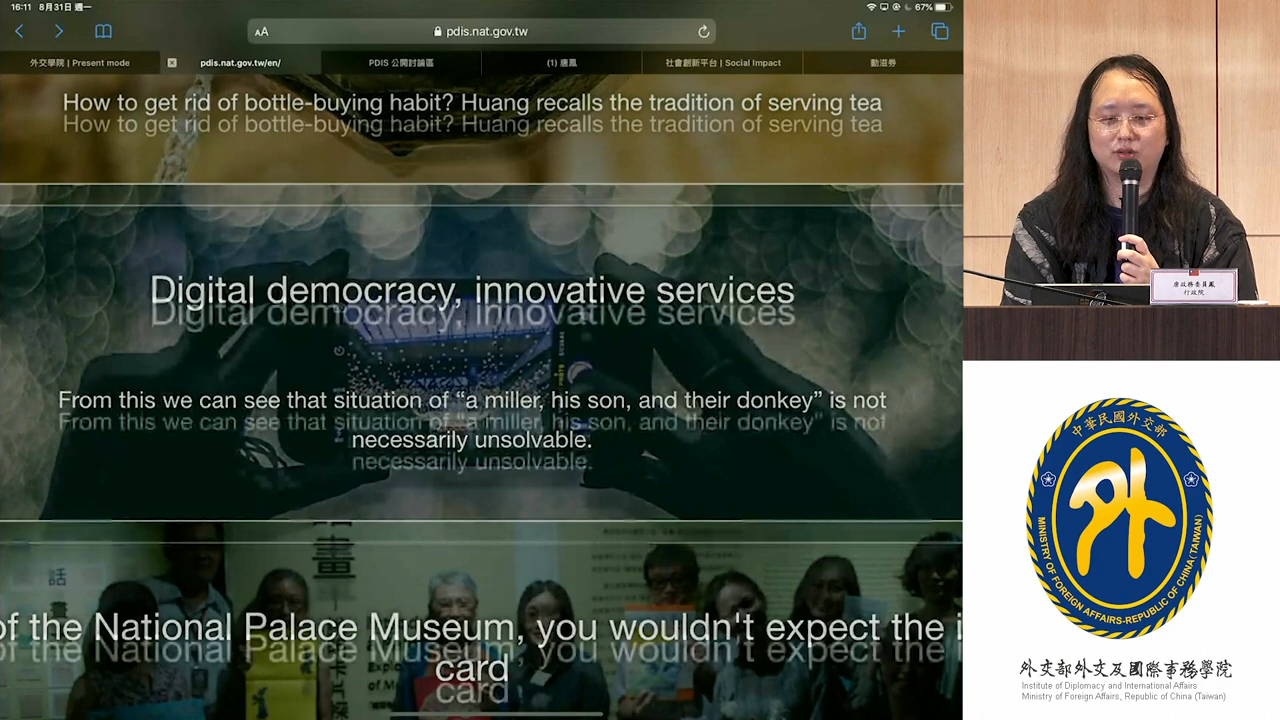 16:11 8月31日 週一
67%
AA
pdis.nat.gov.tw
外交學院 | Present mode
pdis.nat.gov.tw/en/
PDIS 公開討論區
(1) 唐鳳
社會創新平台 | Social Impact
動滋券
How to get rid of bottle-buying habit? Huang recalls the tradition of serving tea
How to get rid of bottle-buying habit? Huang recalls the tradition of serving tea
Digital democracy, innovative services
Digital democracy, innovative services
From this we can see that situation of “a miller, his son, and their donkey” is not
From this we can see that situation of “a miller, his son, and their donkey” is not
necessarily unsolvable.
necessarily unsolvable.
話
畫
of the National Palace Museum, you wouldn't expect the i
of the National Palace Museum, you wouldn't expect the i
card
card
唐政務委員鳳
行政院
中華民國外交部
外
MINISTRY OF FOREIGN AFFAIRS-REPUBLIC OF CHINA(TAIWAN)
外交部外交及國際事務學院
Institute of Diplomacy and International Affairs
Ministry of Foreign Affairs, Republic of China (Taiwan)